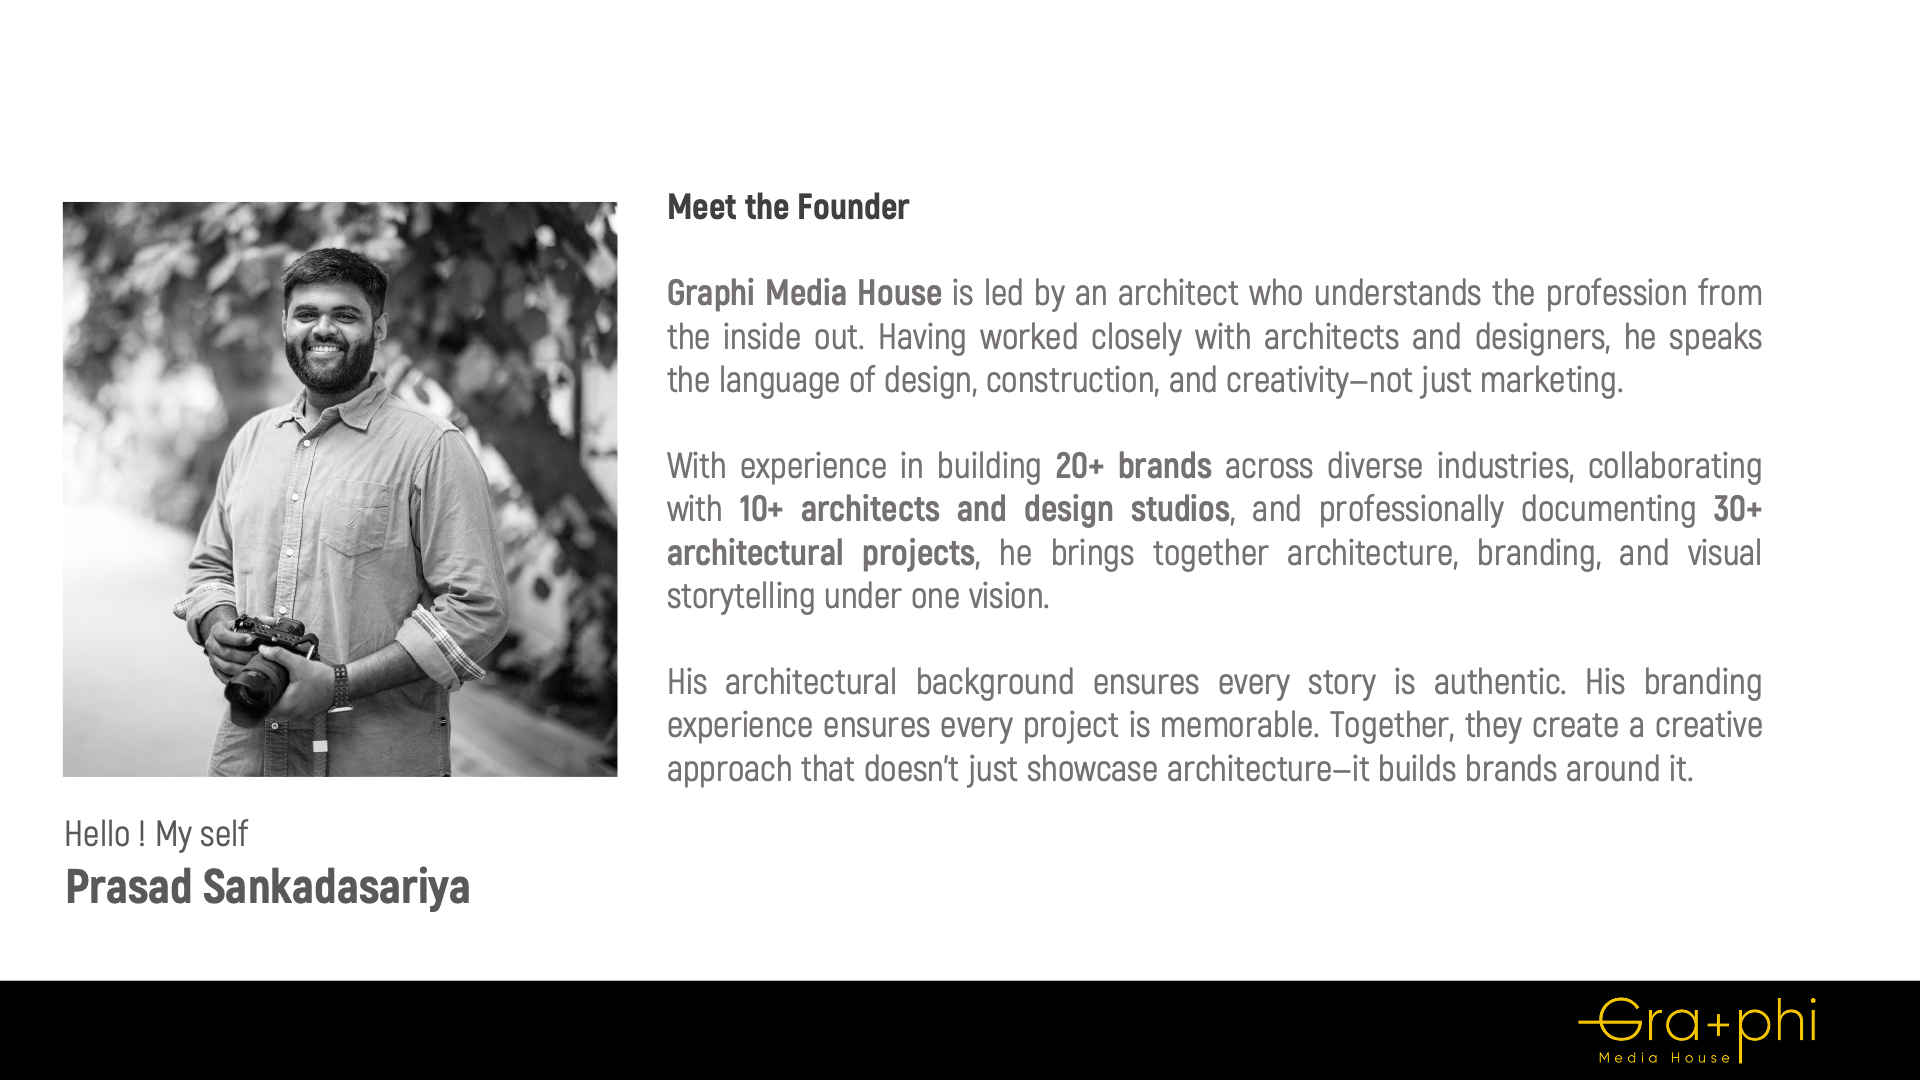 Meet the Founder
Graphi Media House is led by an architect who understands the profession from
the inside out. Having worked closely with architects and designers, he speaks
the language of design, construction, and creativity—not just marketing.
With experience in building 20+ brands across diverse industries, collaborating
with 10+ architects and design studios, and professionally documenting 30+
architectural projects, he brings together architecture, branding, and visual
storytelling under one vision.
His architectural background ensures every story is authentic. His branding
experience ensures every project is memorable. Together, they create a creative
approach that doesn't just showcase architecture—it builds brands around it.
Hello ! My self
Prasad Sankadasariya
Gra+phi
Media House